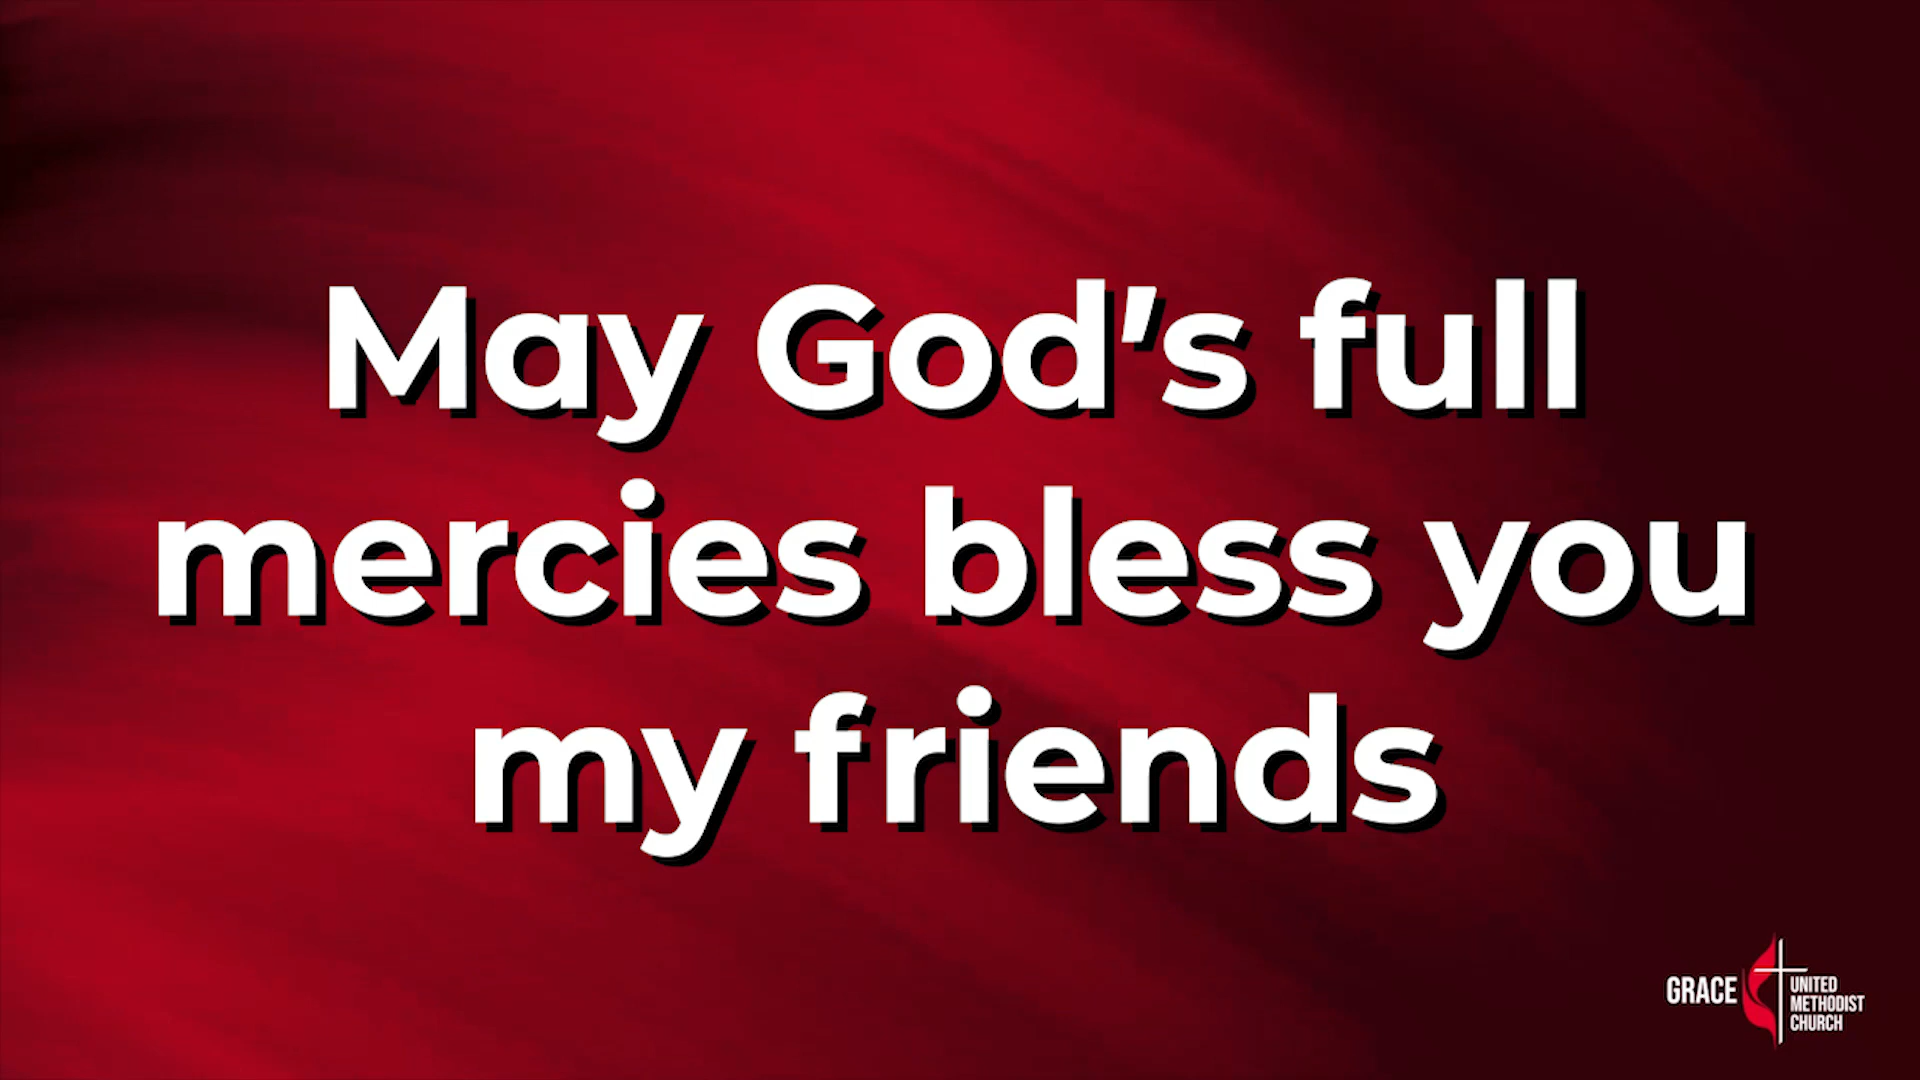 May God's full
mercies bless you
my friends
GRACE
UNITED
METHODIST
CHURCH